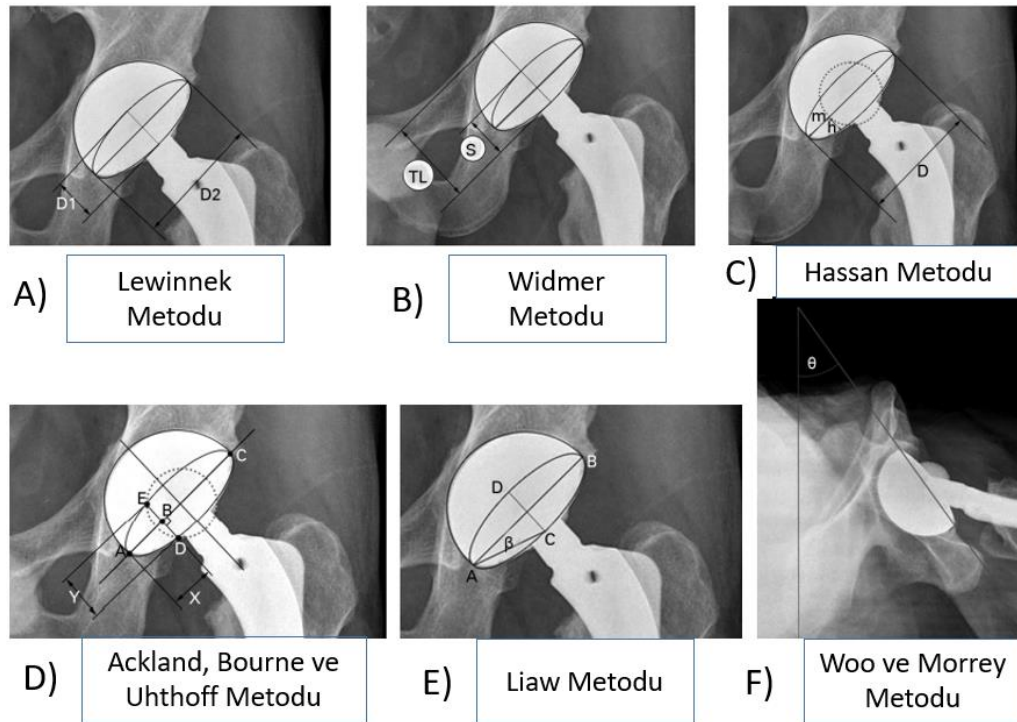 D1
D2
A)
Lewinnek
Metodu
TL
S
B)
Widmer
Metodu
m
h
D
C)
Hassan Metodu
A
B
C
D
E
X
Y
D)
Ackland, Bourne ve
Uhthoff Metodu
A
B
C
D
β
E)
Liaw Metodu
θ
F)
Woo ve Morrey
Metodu